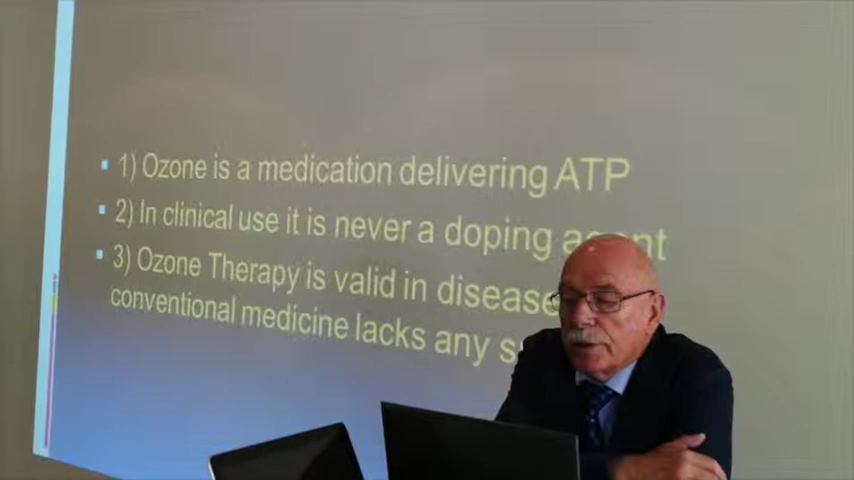 1) Ozone is a medication delivering ATP
2) In clinical use it is never a doping agent
3) Ozone Therapy is valid in disease
conventional medicine lacks any